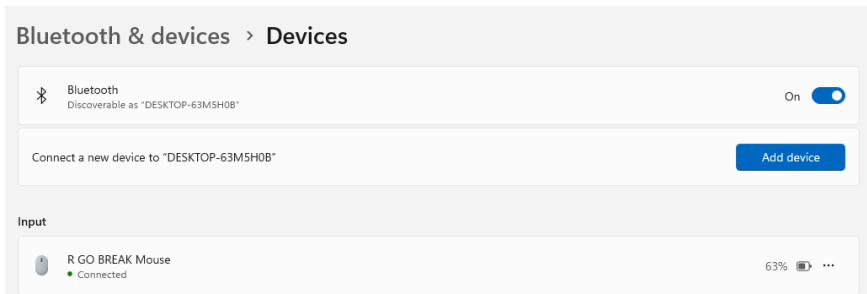 Bluetooth & devices > Devices
Bluetooth
Discoverable as "DESKTOP-63M5H0B"
On
Connect a new device to "DESKTOP-63M5H0B"
Add device
Input
R GO BREAK Mouse
Connected
63%